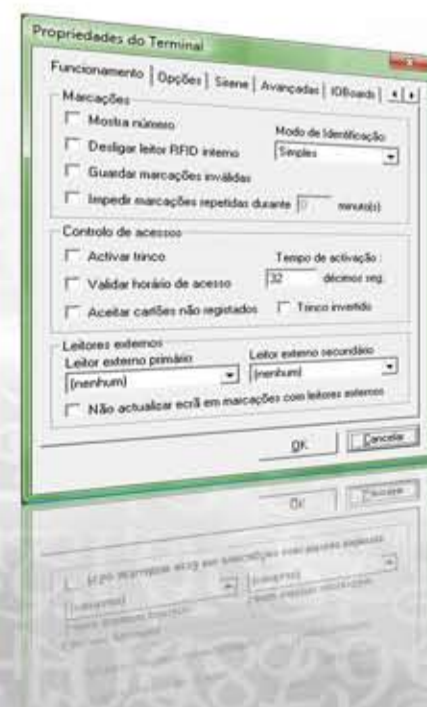 Propriedades do Terminal
Funcionamento Opções Sirene Avançadas IOBoards
Marcações
Mostra número
Modo de Identificação
Desligar leitor RFID interno
Simples
Guardar marcações inválidas
Impedir marcações repetidas durante 0 minuto(s)
Controlo de acessos
Activar trinco
Tempo de activação :
Validar horário de acesso
32 décimos seg.
Aceitar cartões não registados
Trinco invertido
Leitores externos
Leitor externo primário
Leitor externo secundário
(nenhum)
(nenhum)
Não actualizar ecrã em marcações com leitores externos
OK
Cancelar